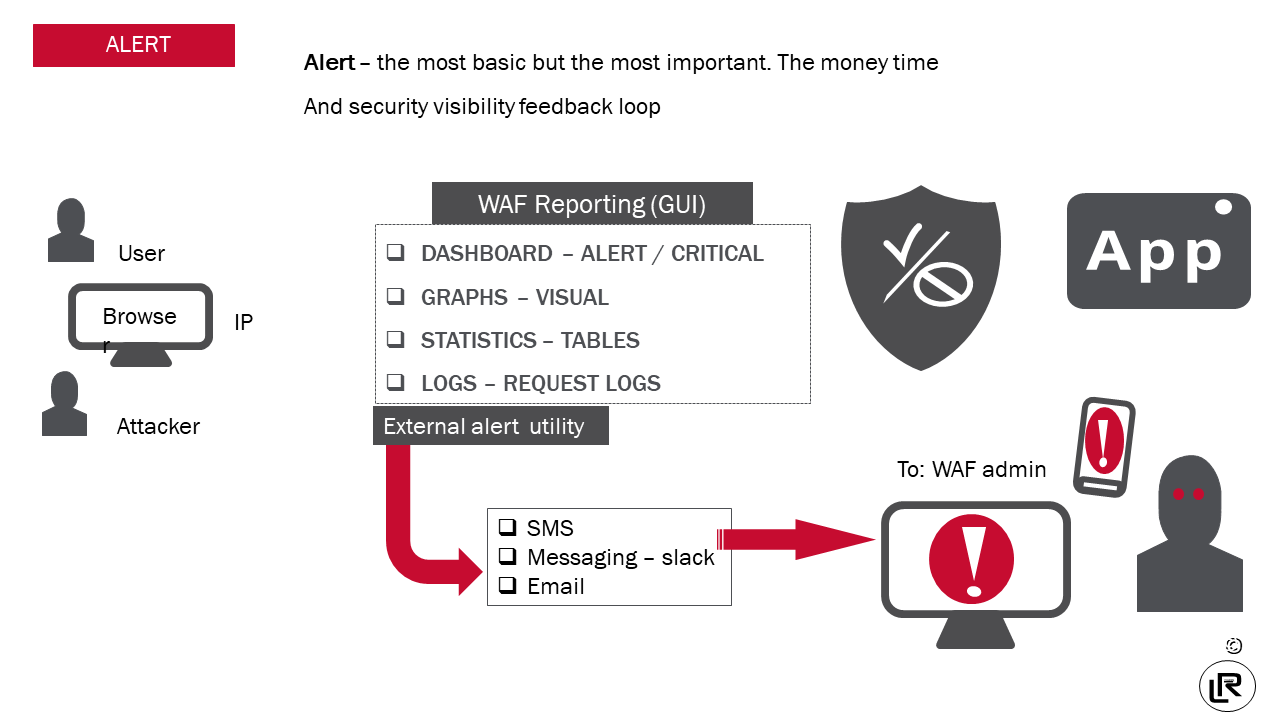 ALERT
Alert – the most basic but the most important. The money time
And security visibility feedback loop
WAF Reporting (GUI)
❑ DASHBOARD – ALERT / CRITICAL
❑ GRAPHS – VISUAL
❑ STATISTICS – TABLES
❑ LOGS – REQUEST LOGS
External alert utility
User
Browse
r
IP
Attacker
App
❑ SMS
❑ Messaging – slack
❑ Email
To: WAF admin
©
LR